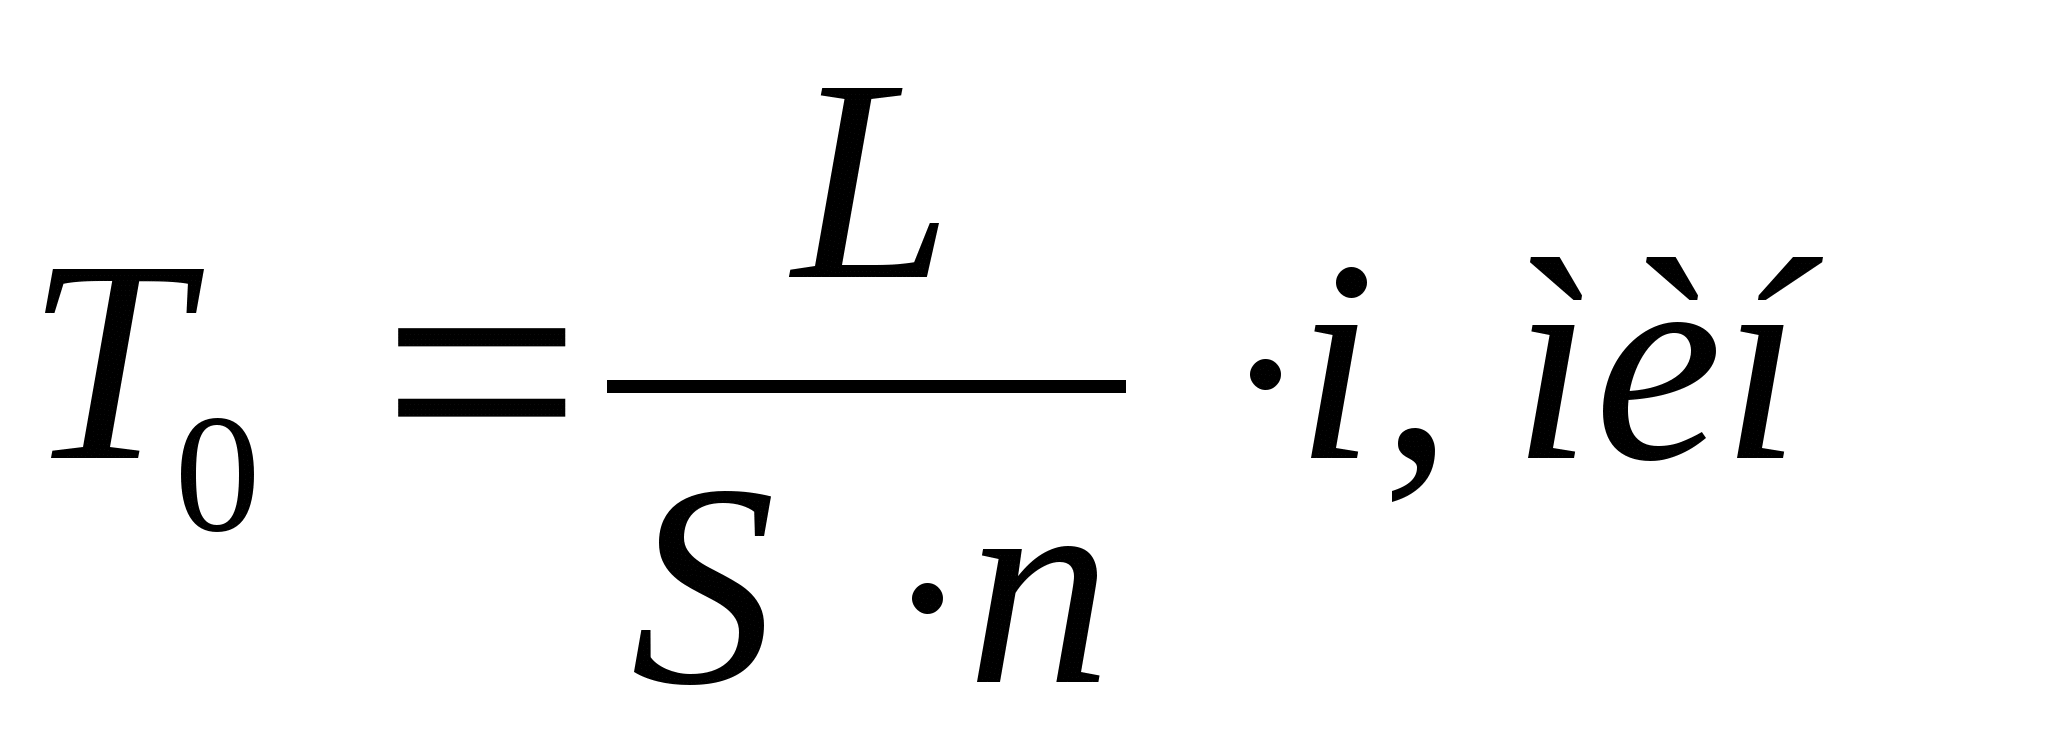 T₀ = L / (S · n) · i, ìèí